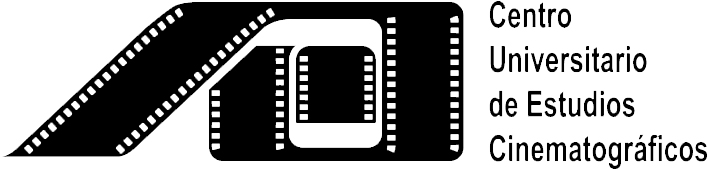 Centro
Universitario
de Estudios
Cinematográficos